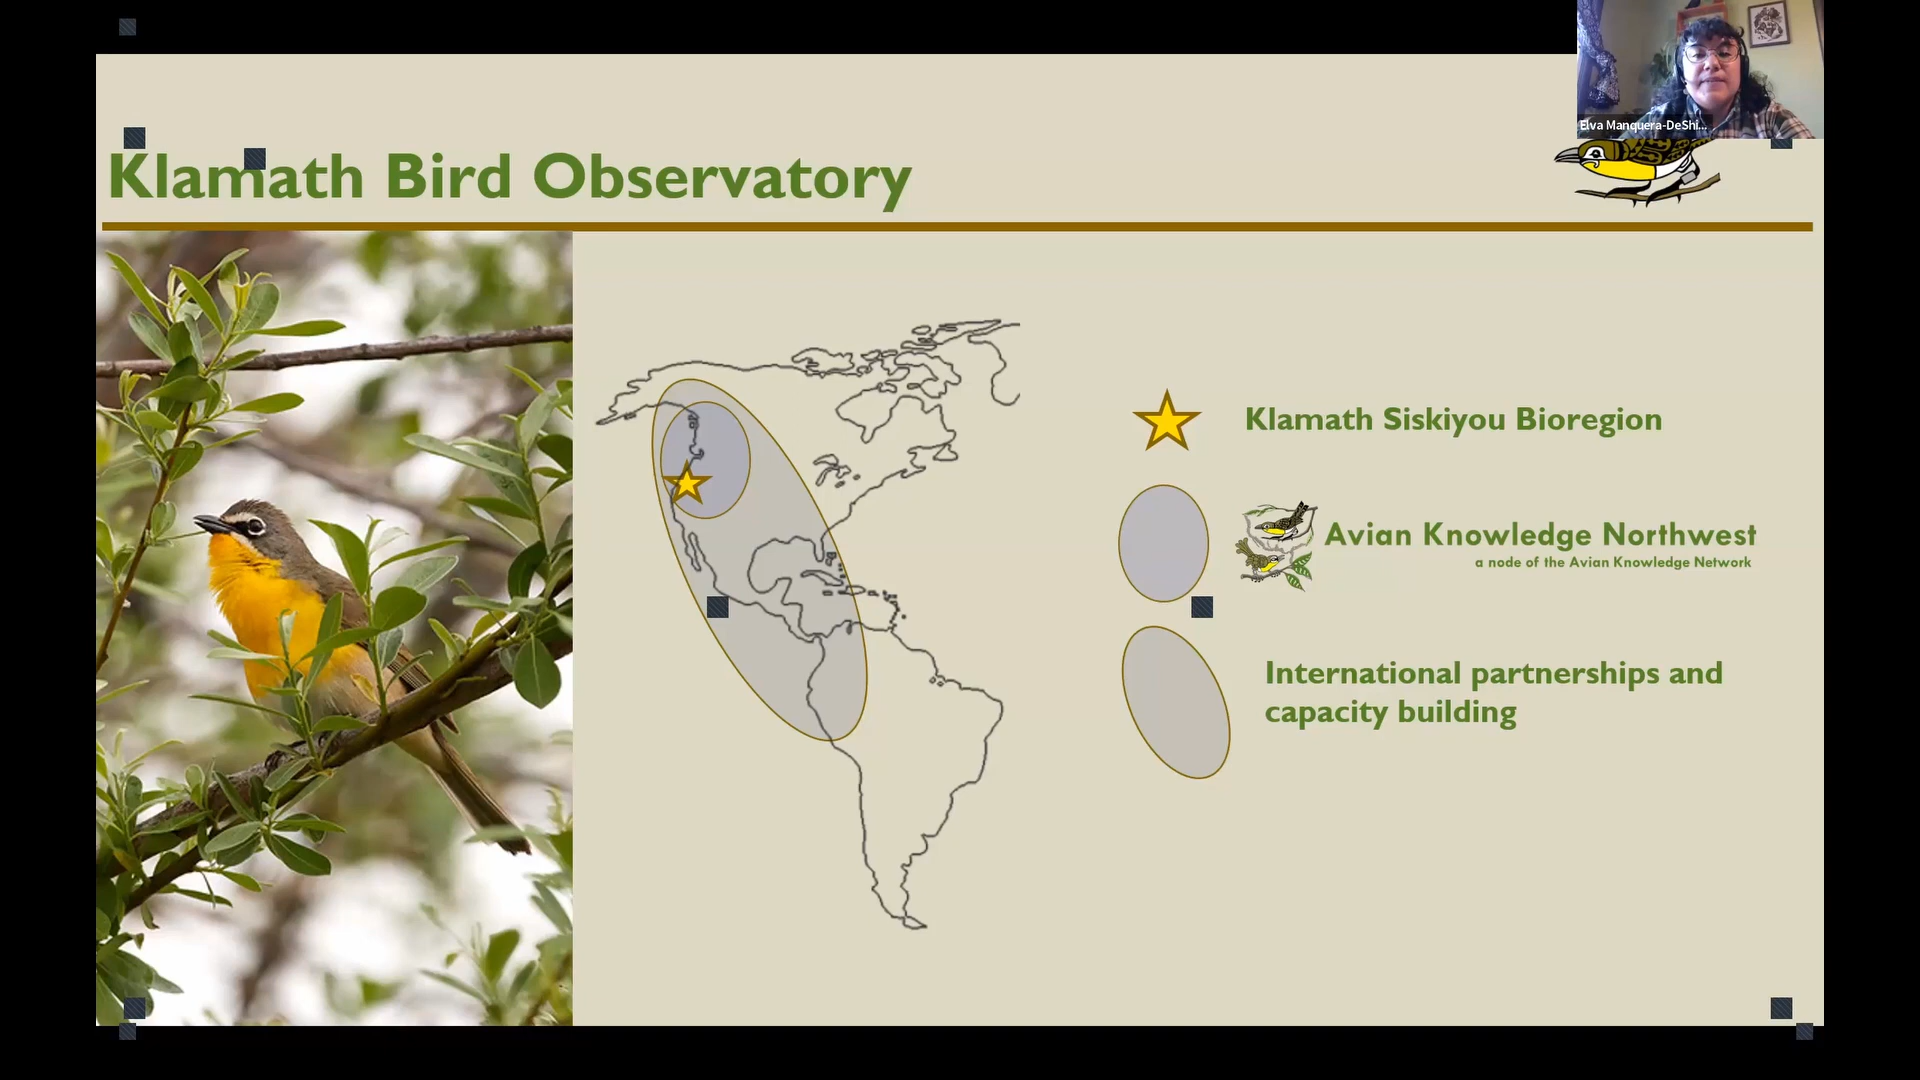 Elva Manquera-DeShi...
Klamath Bird Observatory
Klamath Siskiyou Bioregion
Avian Knowledge Northwest
a node of the Avian Knowledge Network
International partnerships and
capacity building